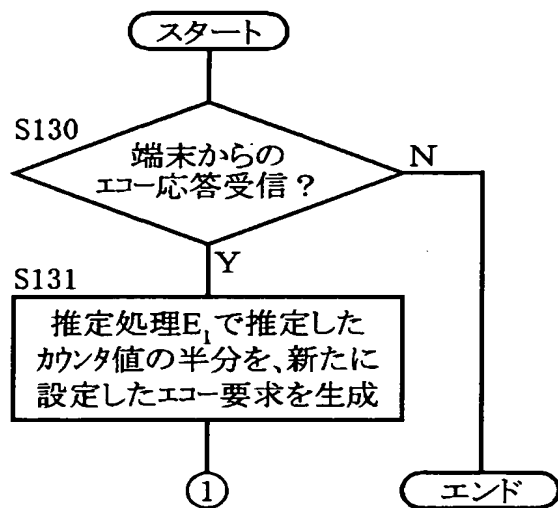 スタート
S130
端末からの
エコー応答受信？
N
Y
S131
推定処理E1で推定した
カウンタ値の半分を、新たに
設定したエコー要求を生成
1
エンド